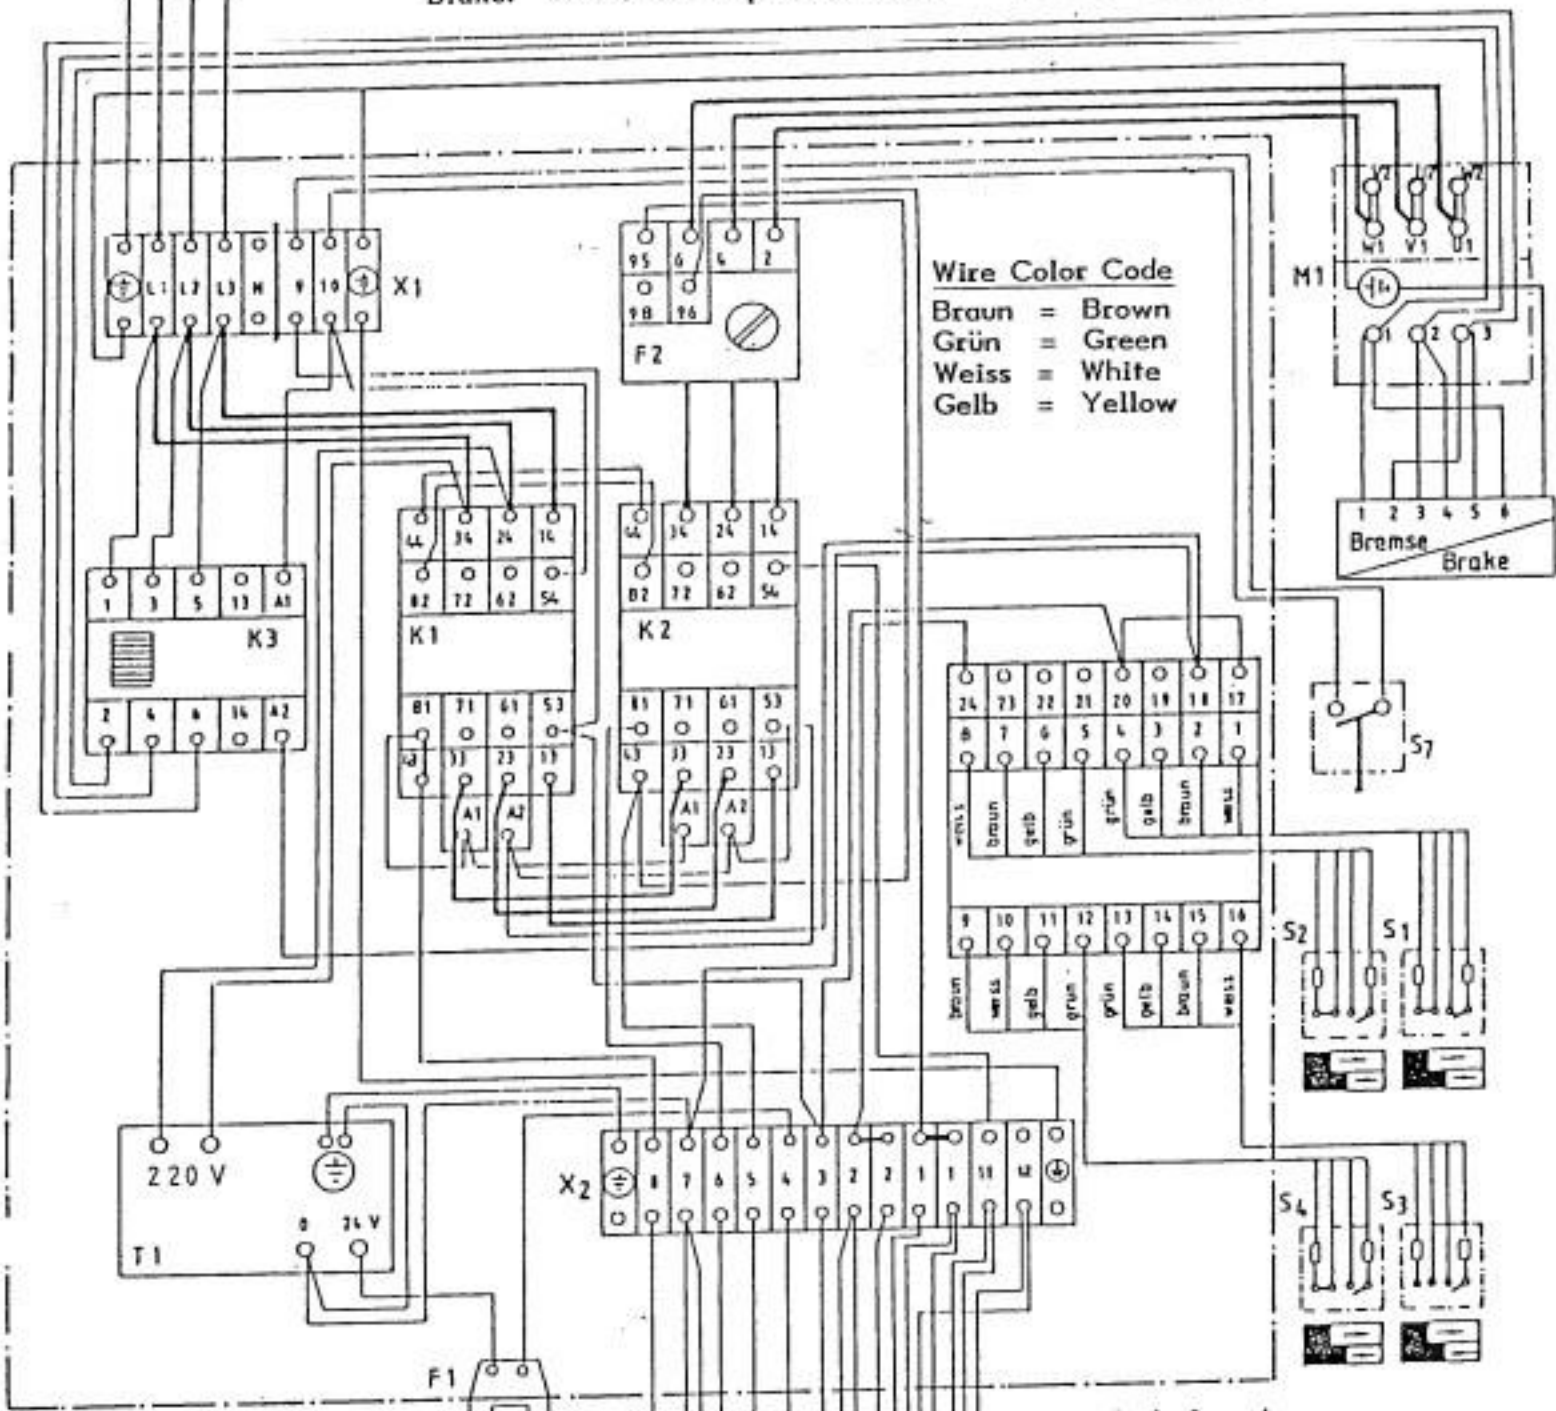 W1 V1 U1
95 6 4 2
L1 L2 L3 N 9 10 X1
M1
98 96
F2
Wire Color Code
Braun = Brown
Grün = Green
Weiss = White
Gelb = Yellow
1 2 3
1 2 3 4 5 6
Bremse
Brake
44 34 24 14
44 34 24 14
1 3 5 13 A1
82 72 62 54
82 72 62 54
K3
K1
K2
24 23 22 21 20 19 18 17
2 4 6 14 A2
81 71 61 53
81 71 61 53
8 7 6 5 4 3 2 1
S7
43 33 23 13
43 33 23 13
A1 A2
A1 A2
weiss braun gelb grün grün gelb braun weiss
9 10 11 12 13 14 15 16
S2 S1
braun weiss gelb grün grün gelb braun weiss
220 V
X2 8 7 6 5 4 3 2 2 1 1 11 12
S4 S3
0 24 V
T1
F1